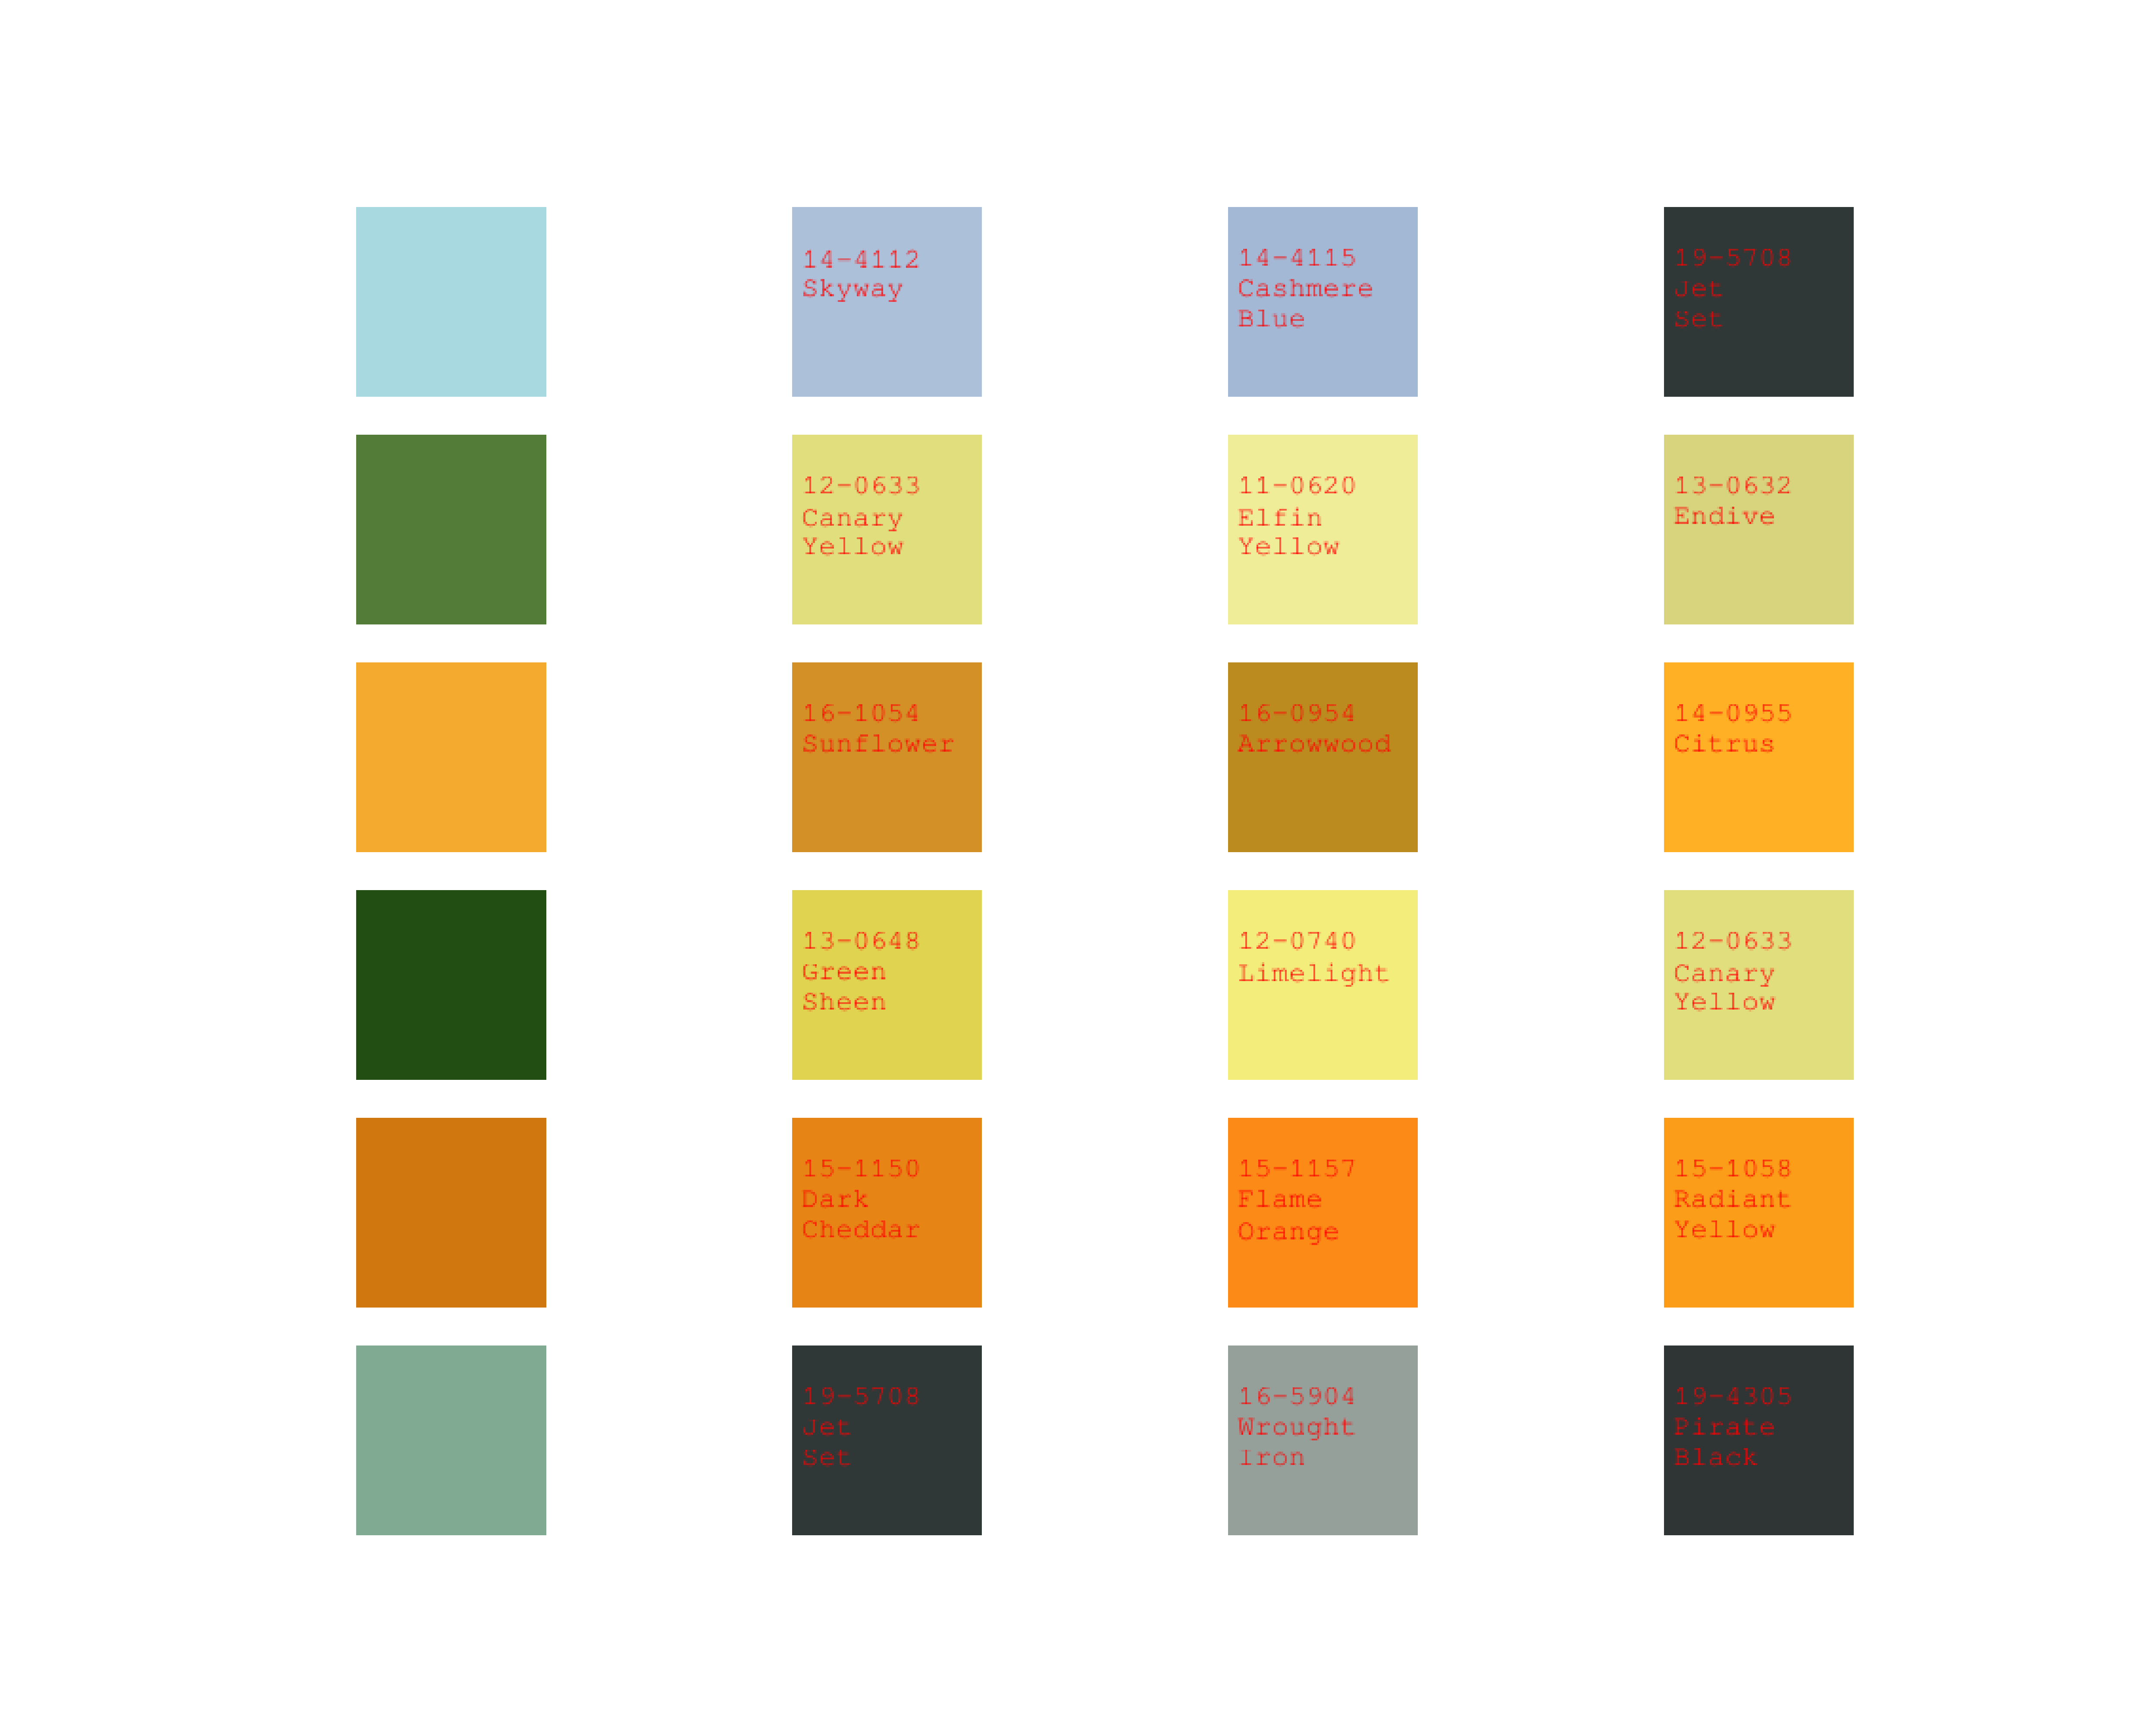 14-4112
Skyway
14-4115
Cashmere
Blue
19-5708
Jet
Set
12-0633
Canary
Yellow
11-0620
Elfin
Yellow
13-0632
Endive
16-1054
Sunflower
16-0954
Arrowwood
14-0955
Citrus
13-0648
Green
Sheen
12-0740
Limelight
12-0633
Canary
Yellow
15-1150
Dark
Cheddar
15-1157
Flame
Orange
15-1058
Radiant
Yellow
19-5708
Jet
Set
16-5904
Wrought
Iron
19-4305
Pirate
Black